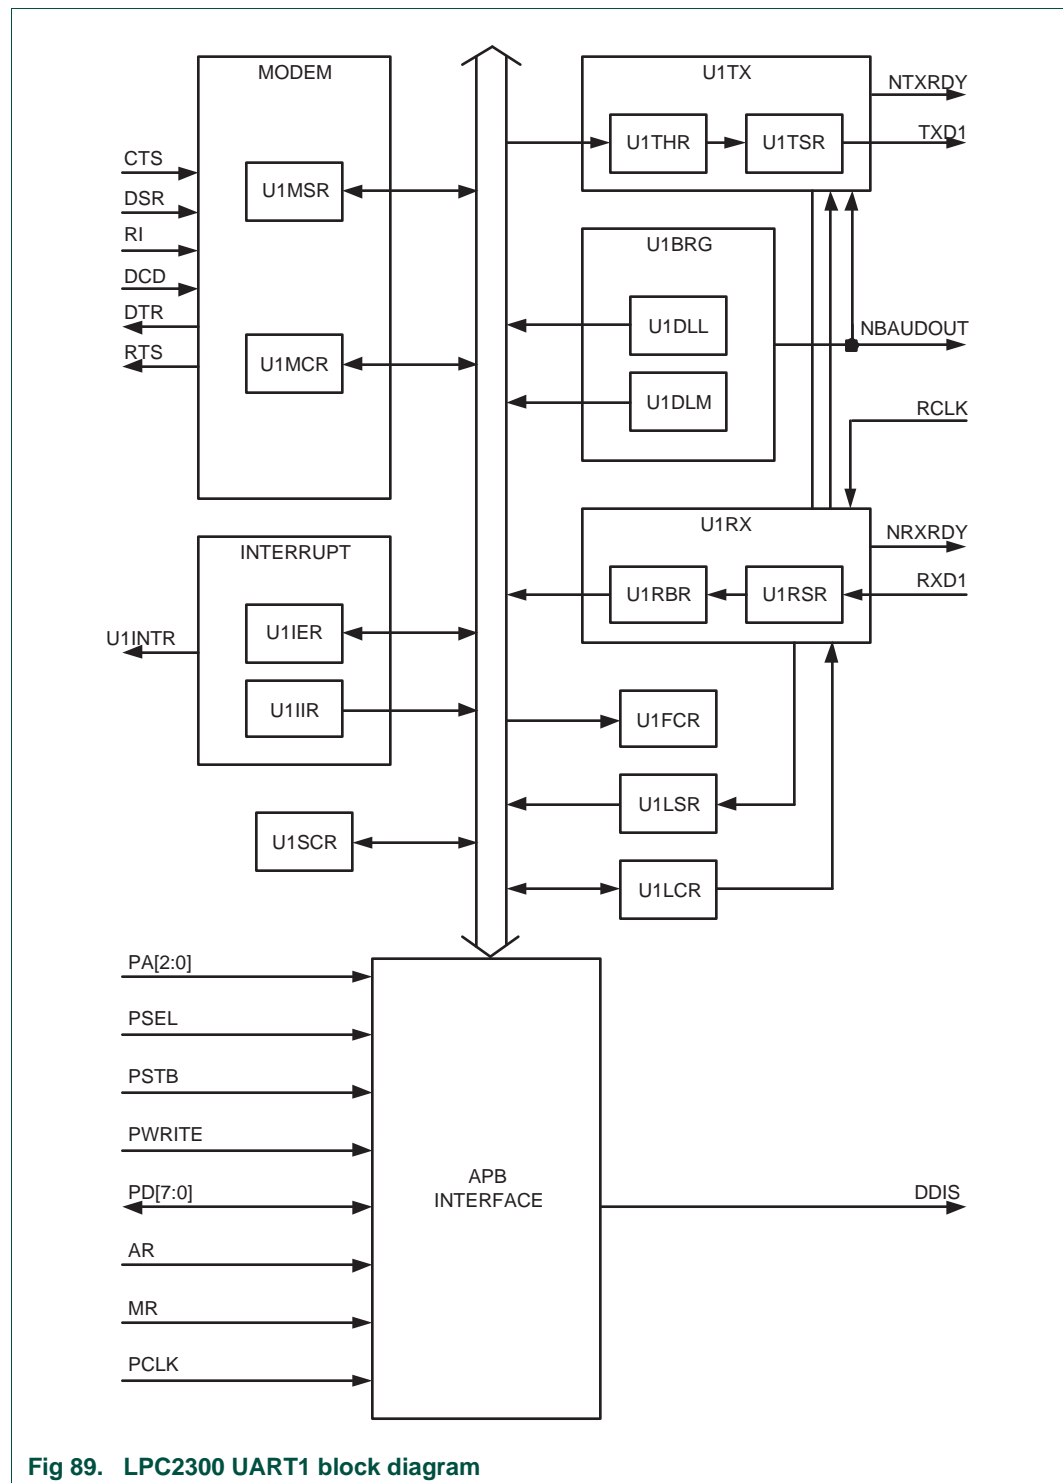 MODEM
U1MSR
U1MCR
CTS
DSR
RI
DCD
DTR
RTS
U1TX
U1THR
U1TSR
NTXRDY
TXD1
U1BRG
U1DLL
U1DLM
NBAUDOUT
RCLK
U1RX
U1RBR
U1RSR
NRXRDY
RXD1
INTERRUPT
U1IER
U1IIR
U1INTR
U1FCR
U1LSR
U1SCR
U1LCR
PA[2:0]
PSEL
PSTB
PWRITE
PD[7:0]
AR
MR
PCLK
APB
INTERFACE
DDIS
Fig 89. LPC2300 UART1 block diagram